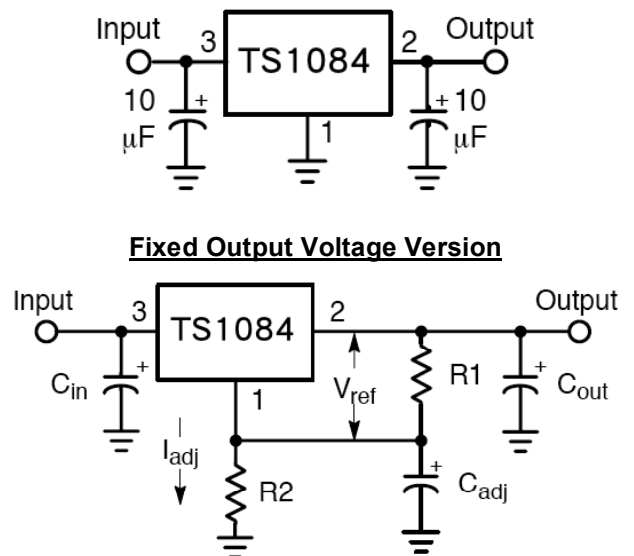 Input
Output
3
TS1084
2
10
μF
+
1
+
10
μF
Fixed Output Voltage Version
Input
Output
3
TS1084
2
Cin
+
1
Vref
R1
+
Cout
Iadj
R2
+
Cadj